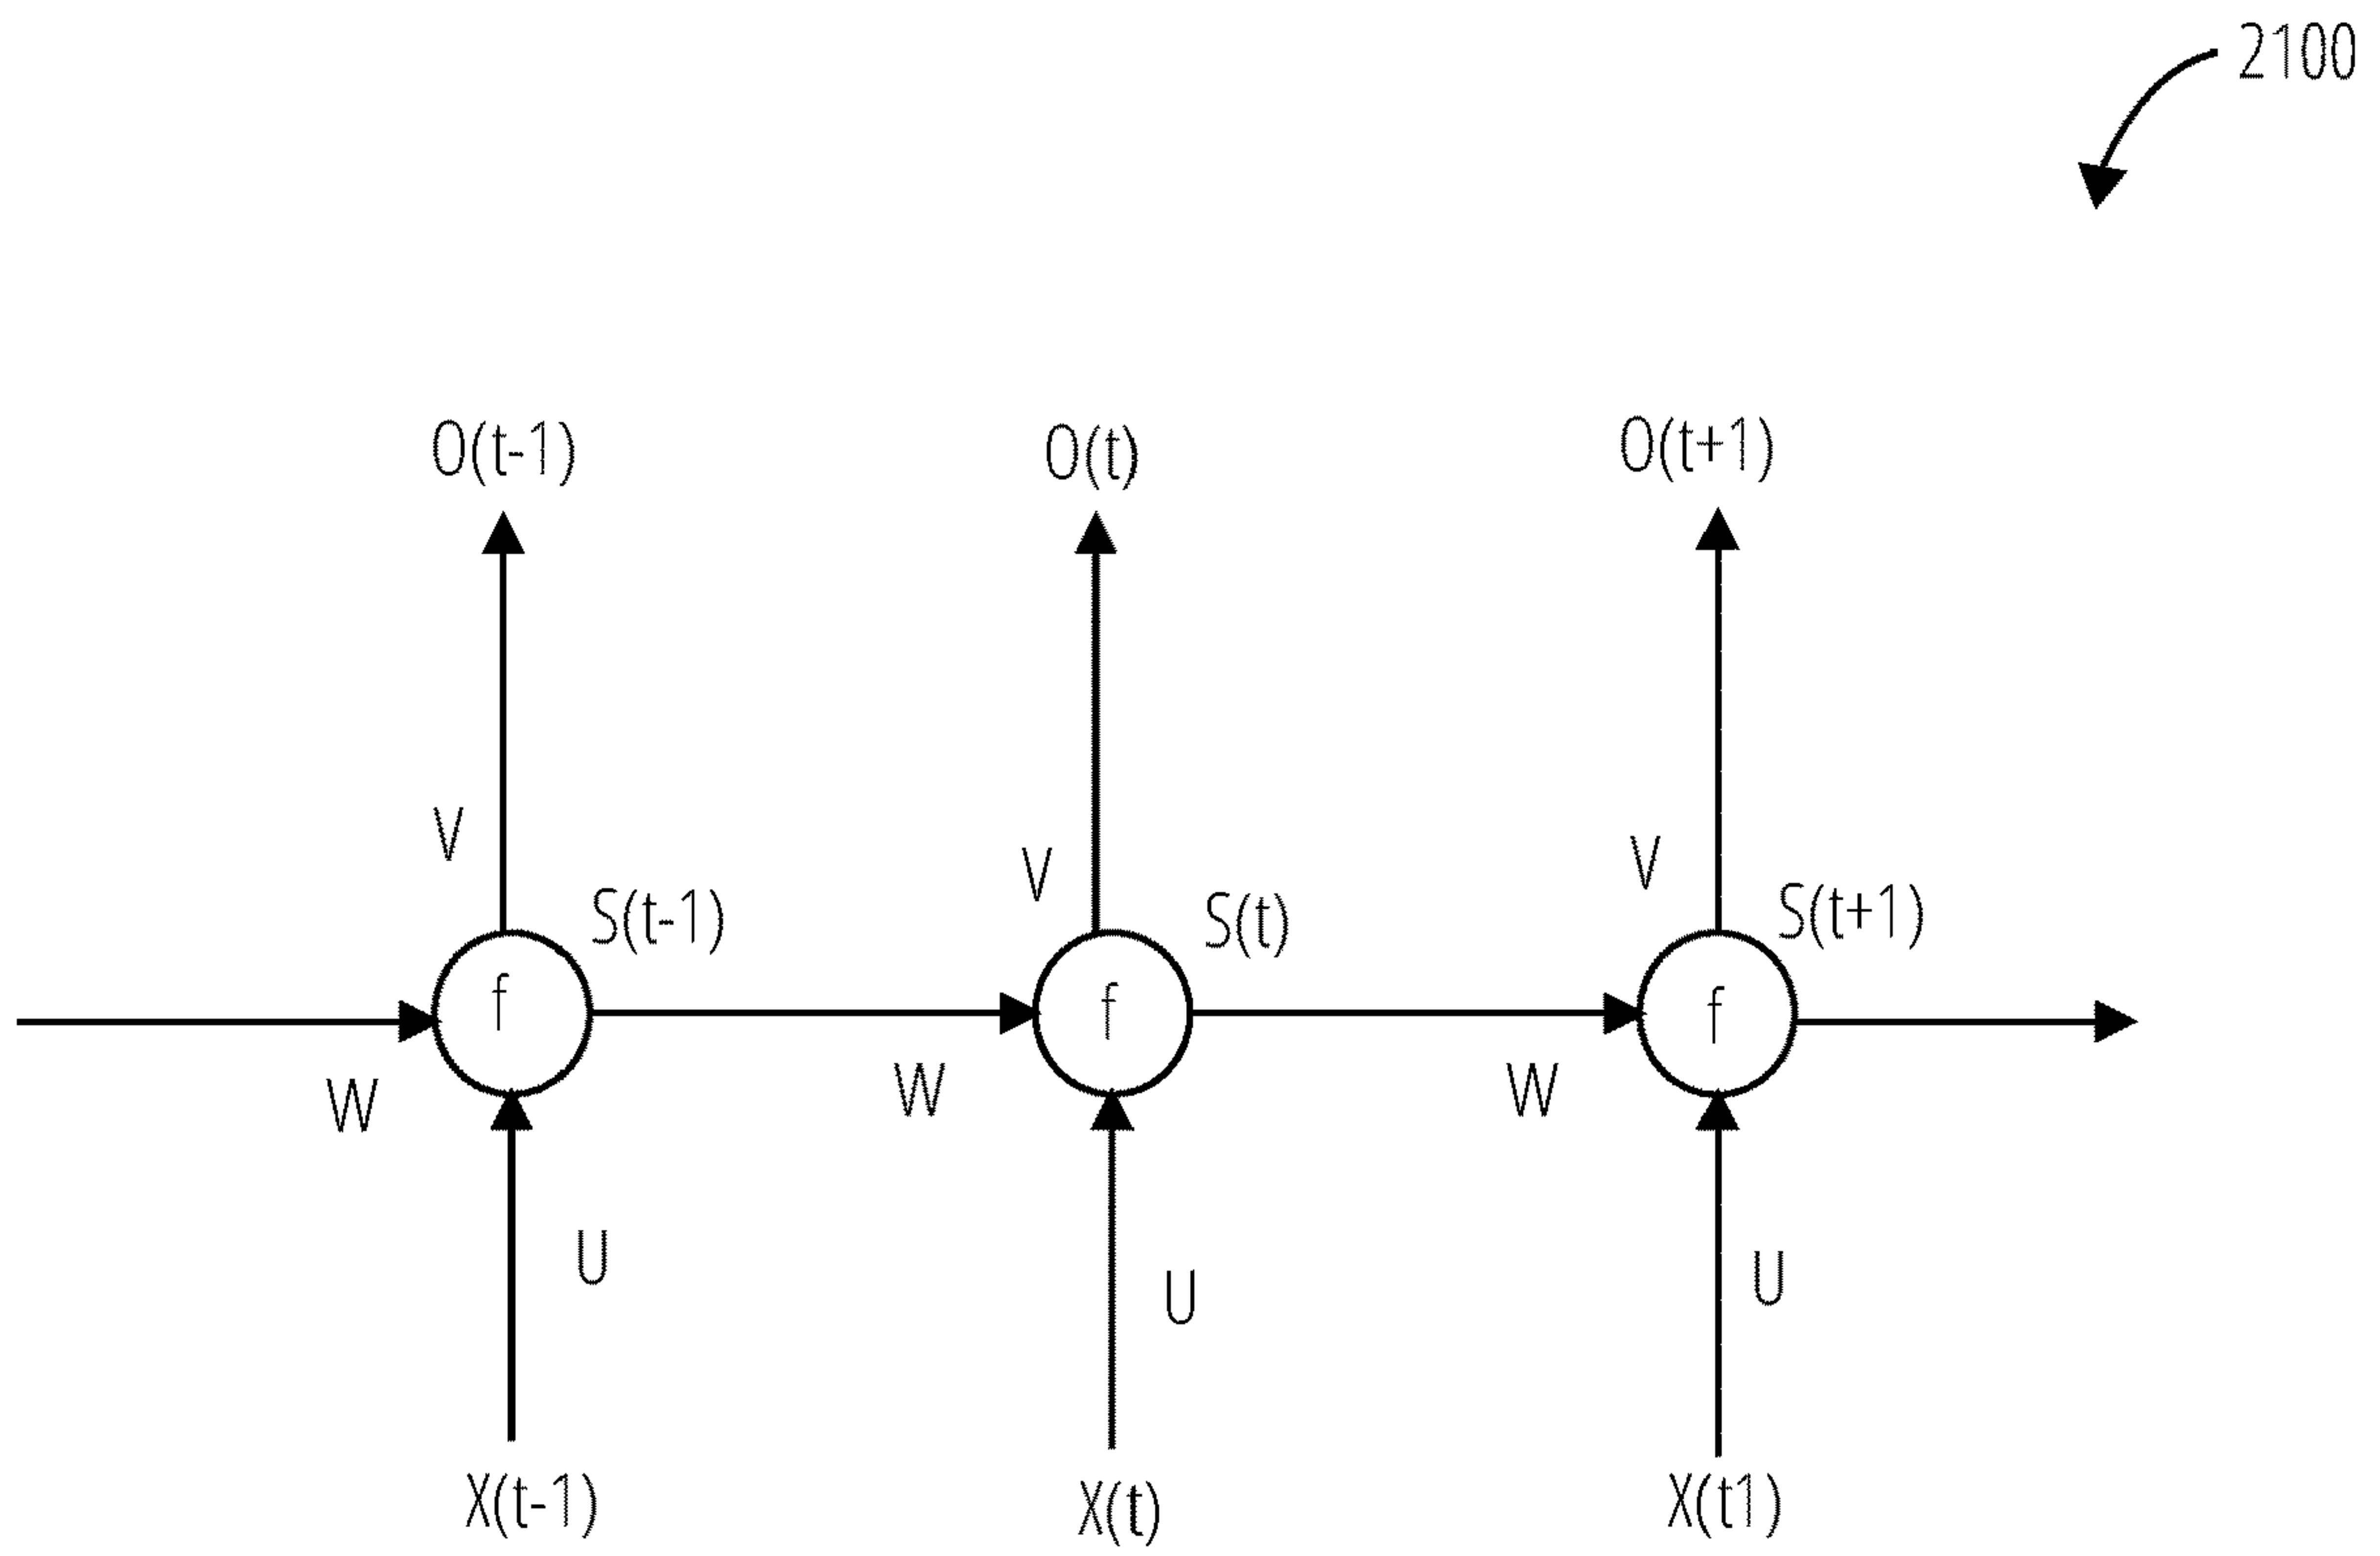 2100
O(t-1)
O(t)
O(t+1)
V
V
V
S(t-1)
S(t)
S(t+1)
f
f
f
W
W
W
U
U
U
X(t-1)
X(t)
X(t1)